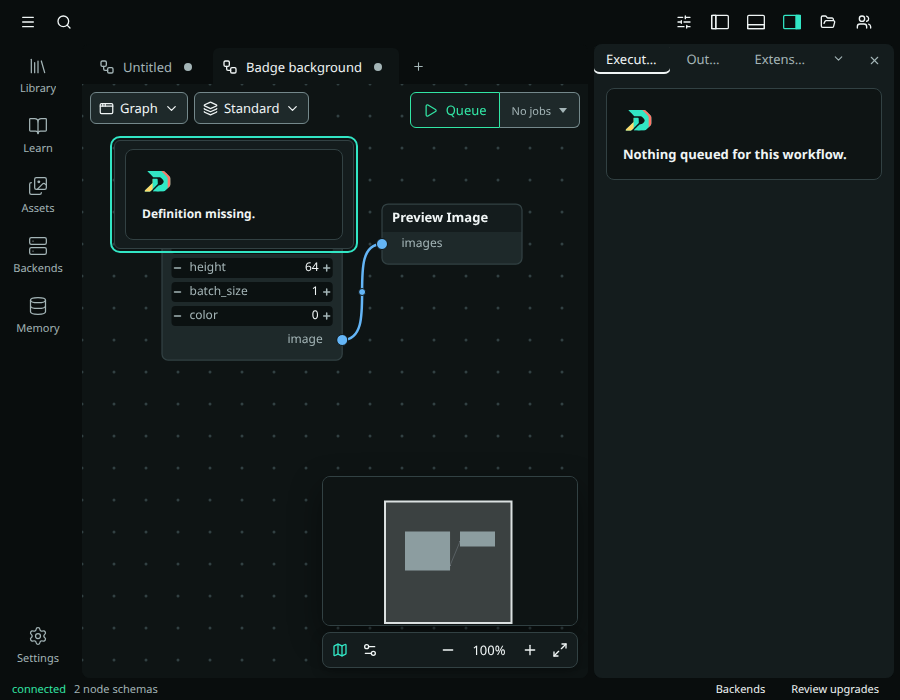 Untitled
Badge background
Execut...
Out...
Extens...
Library
Learn
Assets
Backends
Memory
Settings
Graph
Standard
Queue
No jobs
Definition missing.
height
64
batch_size
1
color
0
image
Preview Image
images
Nothing queued for this workflow.
100%
connected
2 node schemas
Backends
Review upgrades